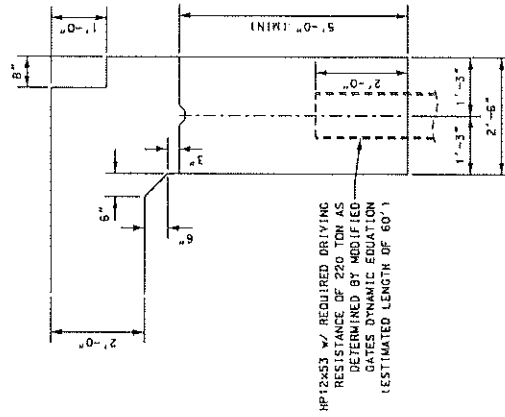 1'-0"
8"
5'-0" (MIN)
2'-0"
6"
6"
3"
2'-0"
1'-3"
1'-3"
2'-6"
HP12x53 w/ REQUIRED DRIVING
RESISTANCE OF 220 TON AS
DETERMINED BY MODIFIED
GATES DYNAMIC EQUATION
(ESTIMATED LENGTH OF 60')